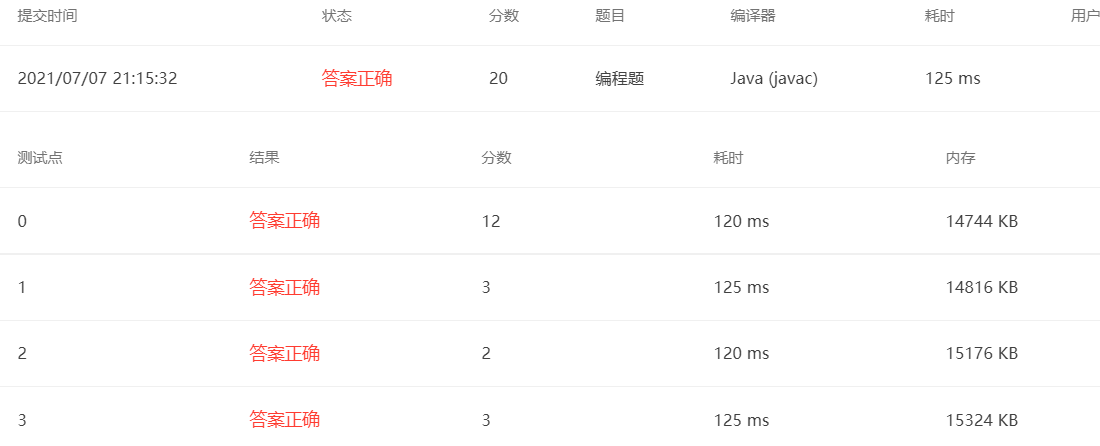 提交时间 状态 分数 题目 编译器 耗时 用户
2021/07/07 21:15:32 答案正确 20 编程题 Java (javac) 125 ms
测试点 结果 分数 耗时 内存
0 答案正确 12 120 ms 14744 KB
1 答案正确 3 125 ms 14816 KB
2 答案正确 2 120 ms 15176 KB
3 答案正确 3 125 ms 15324 KB